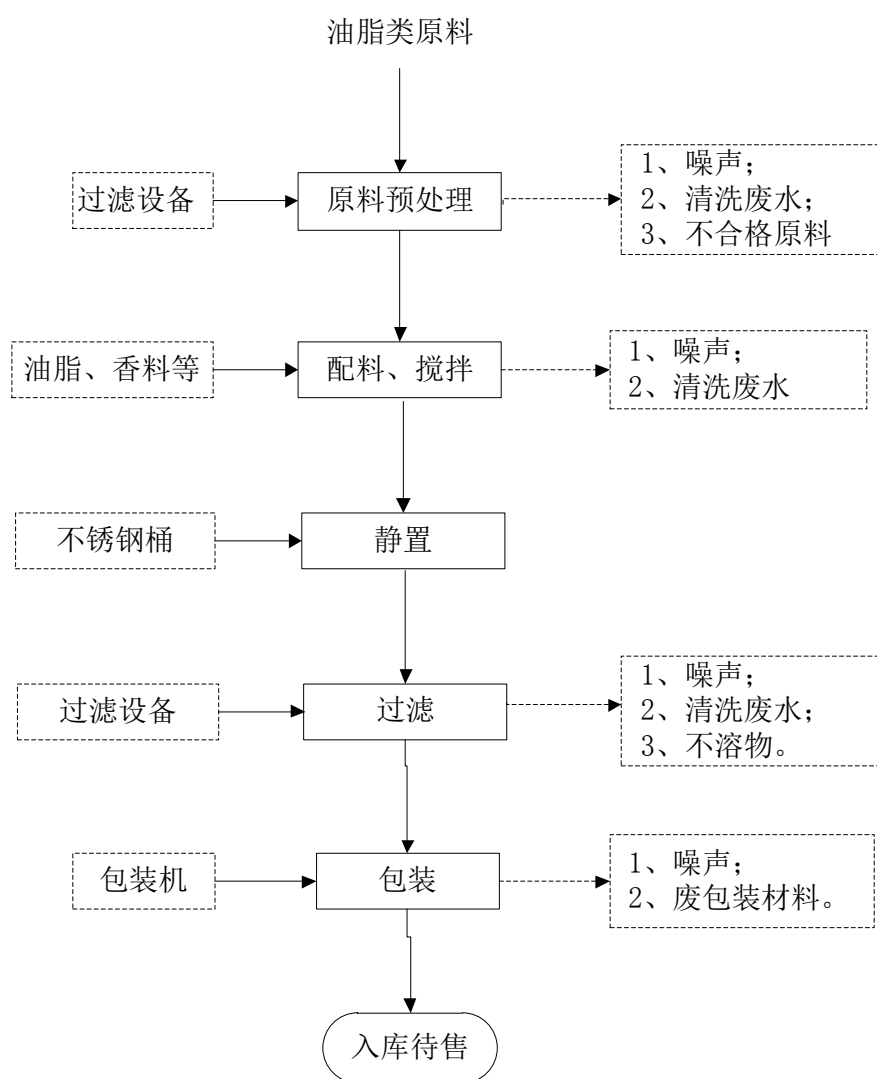 油脂类原料
过滤设备
原料预处理
1、噪声；
2、清洗废水；
3、不合格原料
油脂、香料等
配料、搅拌
1、噪声；
2、清洗废水
不锈钢桶
静置
过滤设备
过滤
1、噪声；
2、清洗废水；
3、不溶物。
包装机
包装
1、噪声；
2、废包装材料。
入库待售